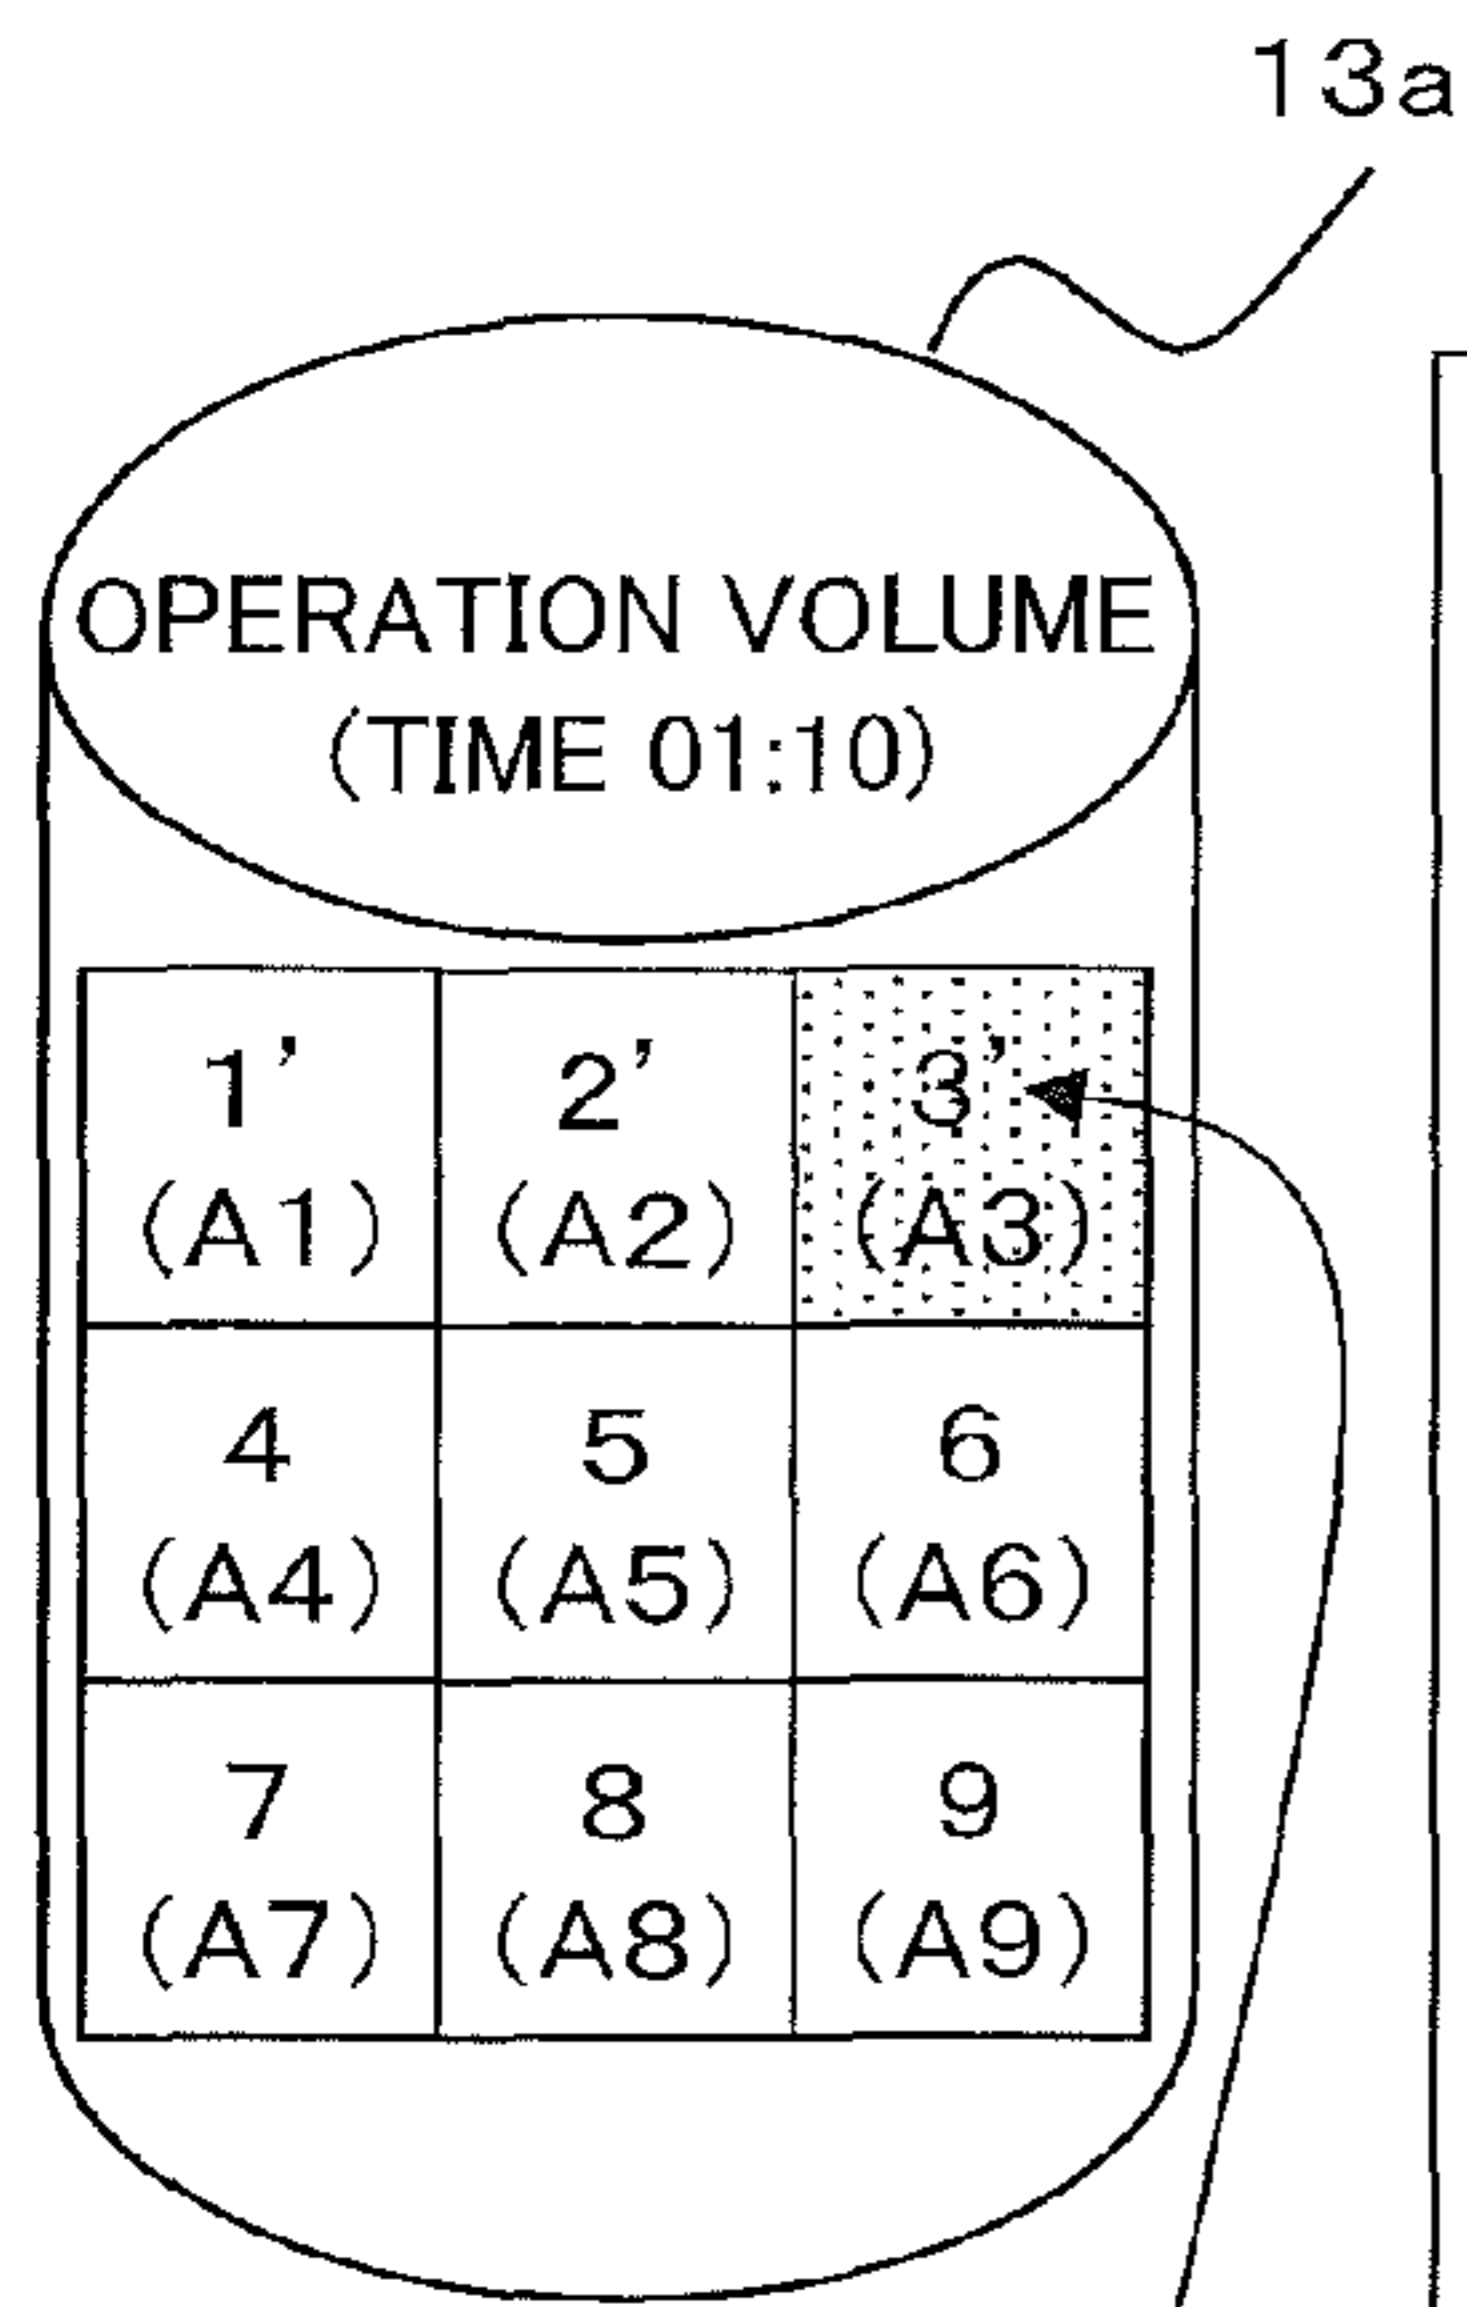 13a
OPERATION VOLUME
(TIME 01:10)
1' 2' 3'
(A1) (A2) (A3)
4 5 6
(A4) (A5) (A6)
7 8 9
(A7) (A8) (A9)